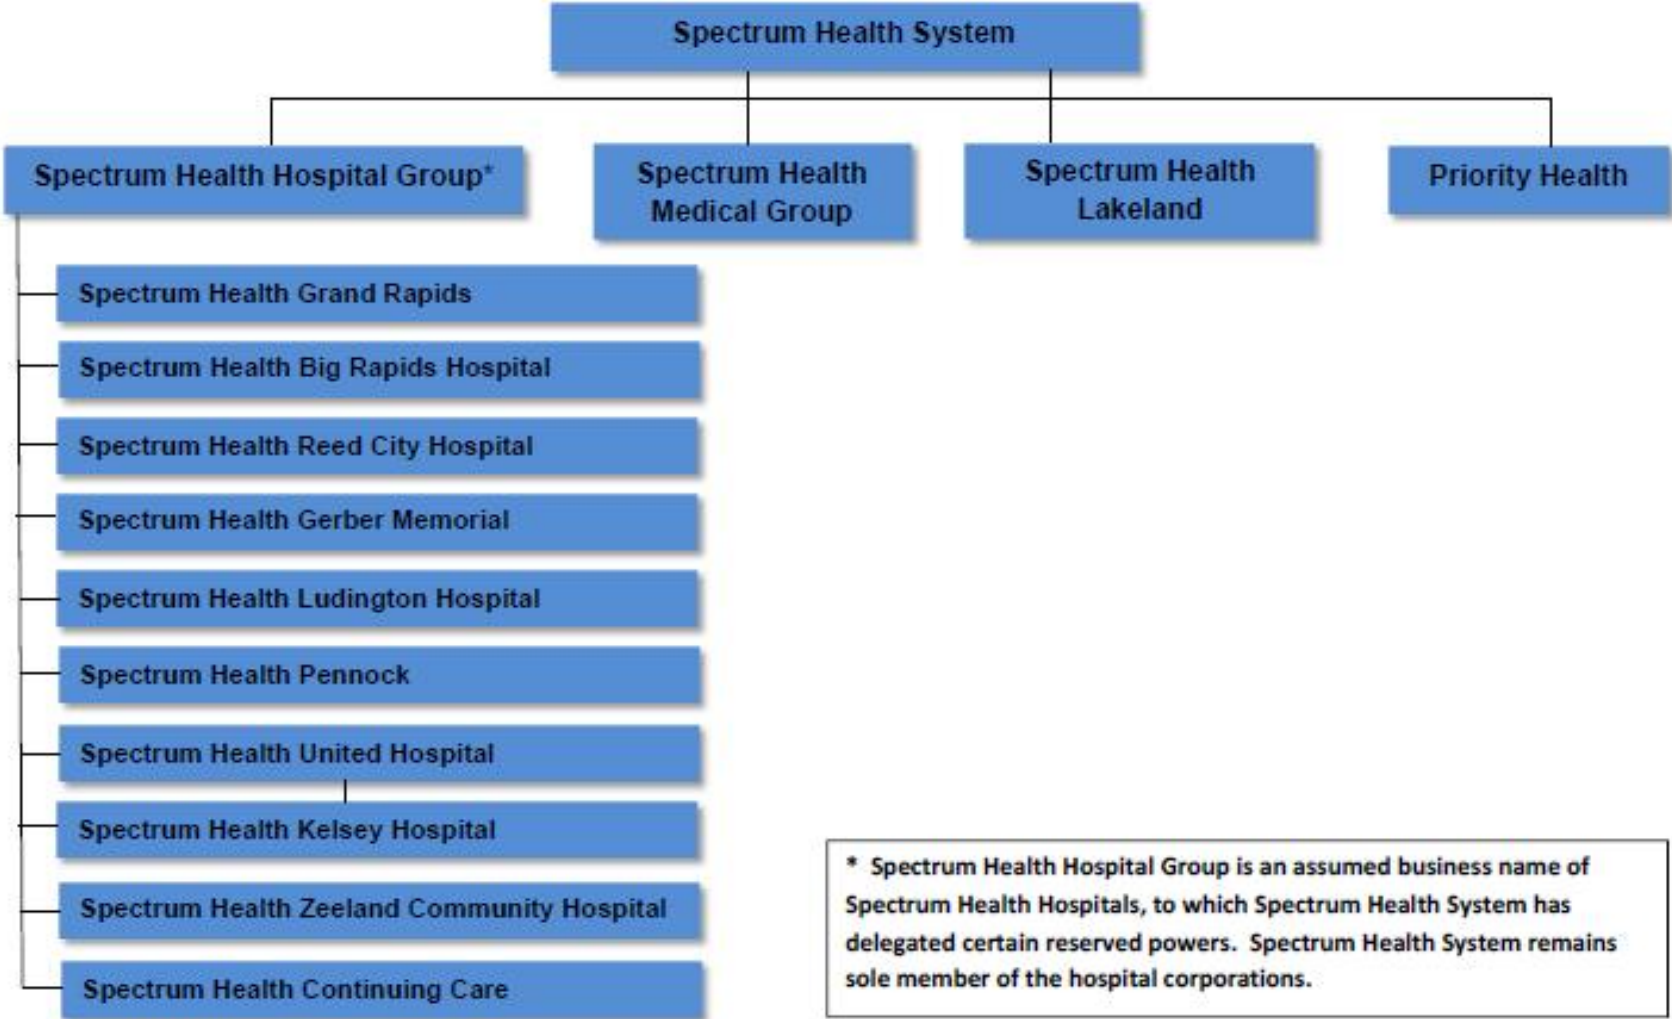 Spectrum Health System
Spectrum Health Hospital Group*
Spectrum Health
Medical Group
Spectrum Health
Lakeland
Priority Health
Spectrum Health Grand Rapids
Spectrum Health Big Rapids Hospital
Spectrum Health Reed City Hospital
Spectrum Health Gerber Memorial
Spectrum Health Ludington Hospital
Spectrum Health Pennock
Spectrum Health United Hospital
Spectrum Health Kelsey Hospital
Spectrum Health Zeeland Community Hospital
Spectrum Health Continuing Care
* Spectrum Health Hospital Group is an assumed business name of
Spectrum Health Hospitals, to which Spectrum Health System has
delegated certain reserved powers. Spectrum Health System remains
sole member of the hospital corporations.